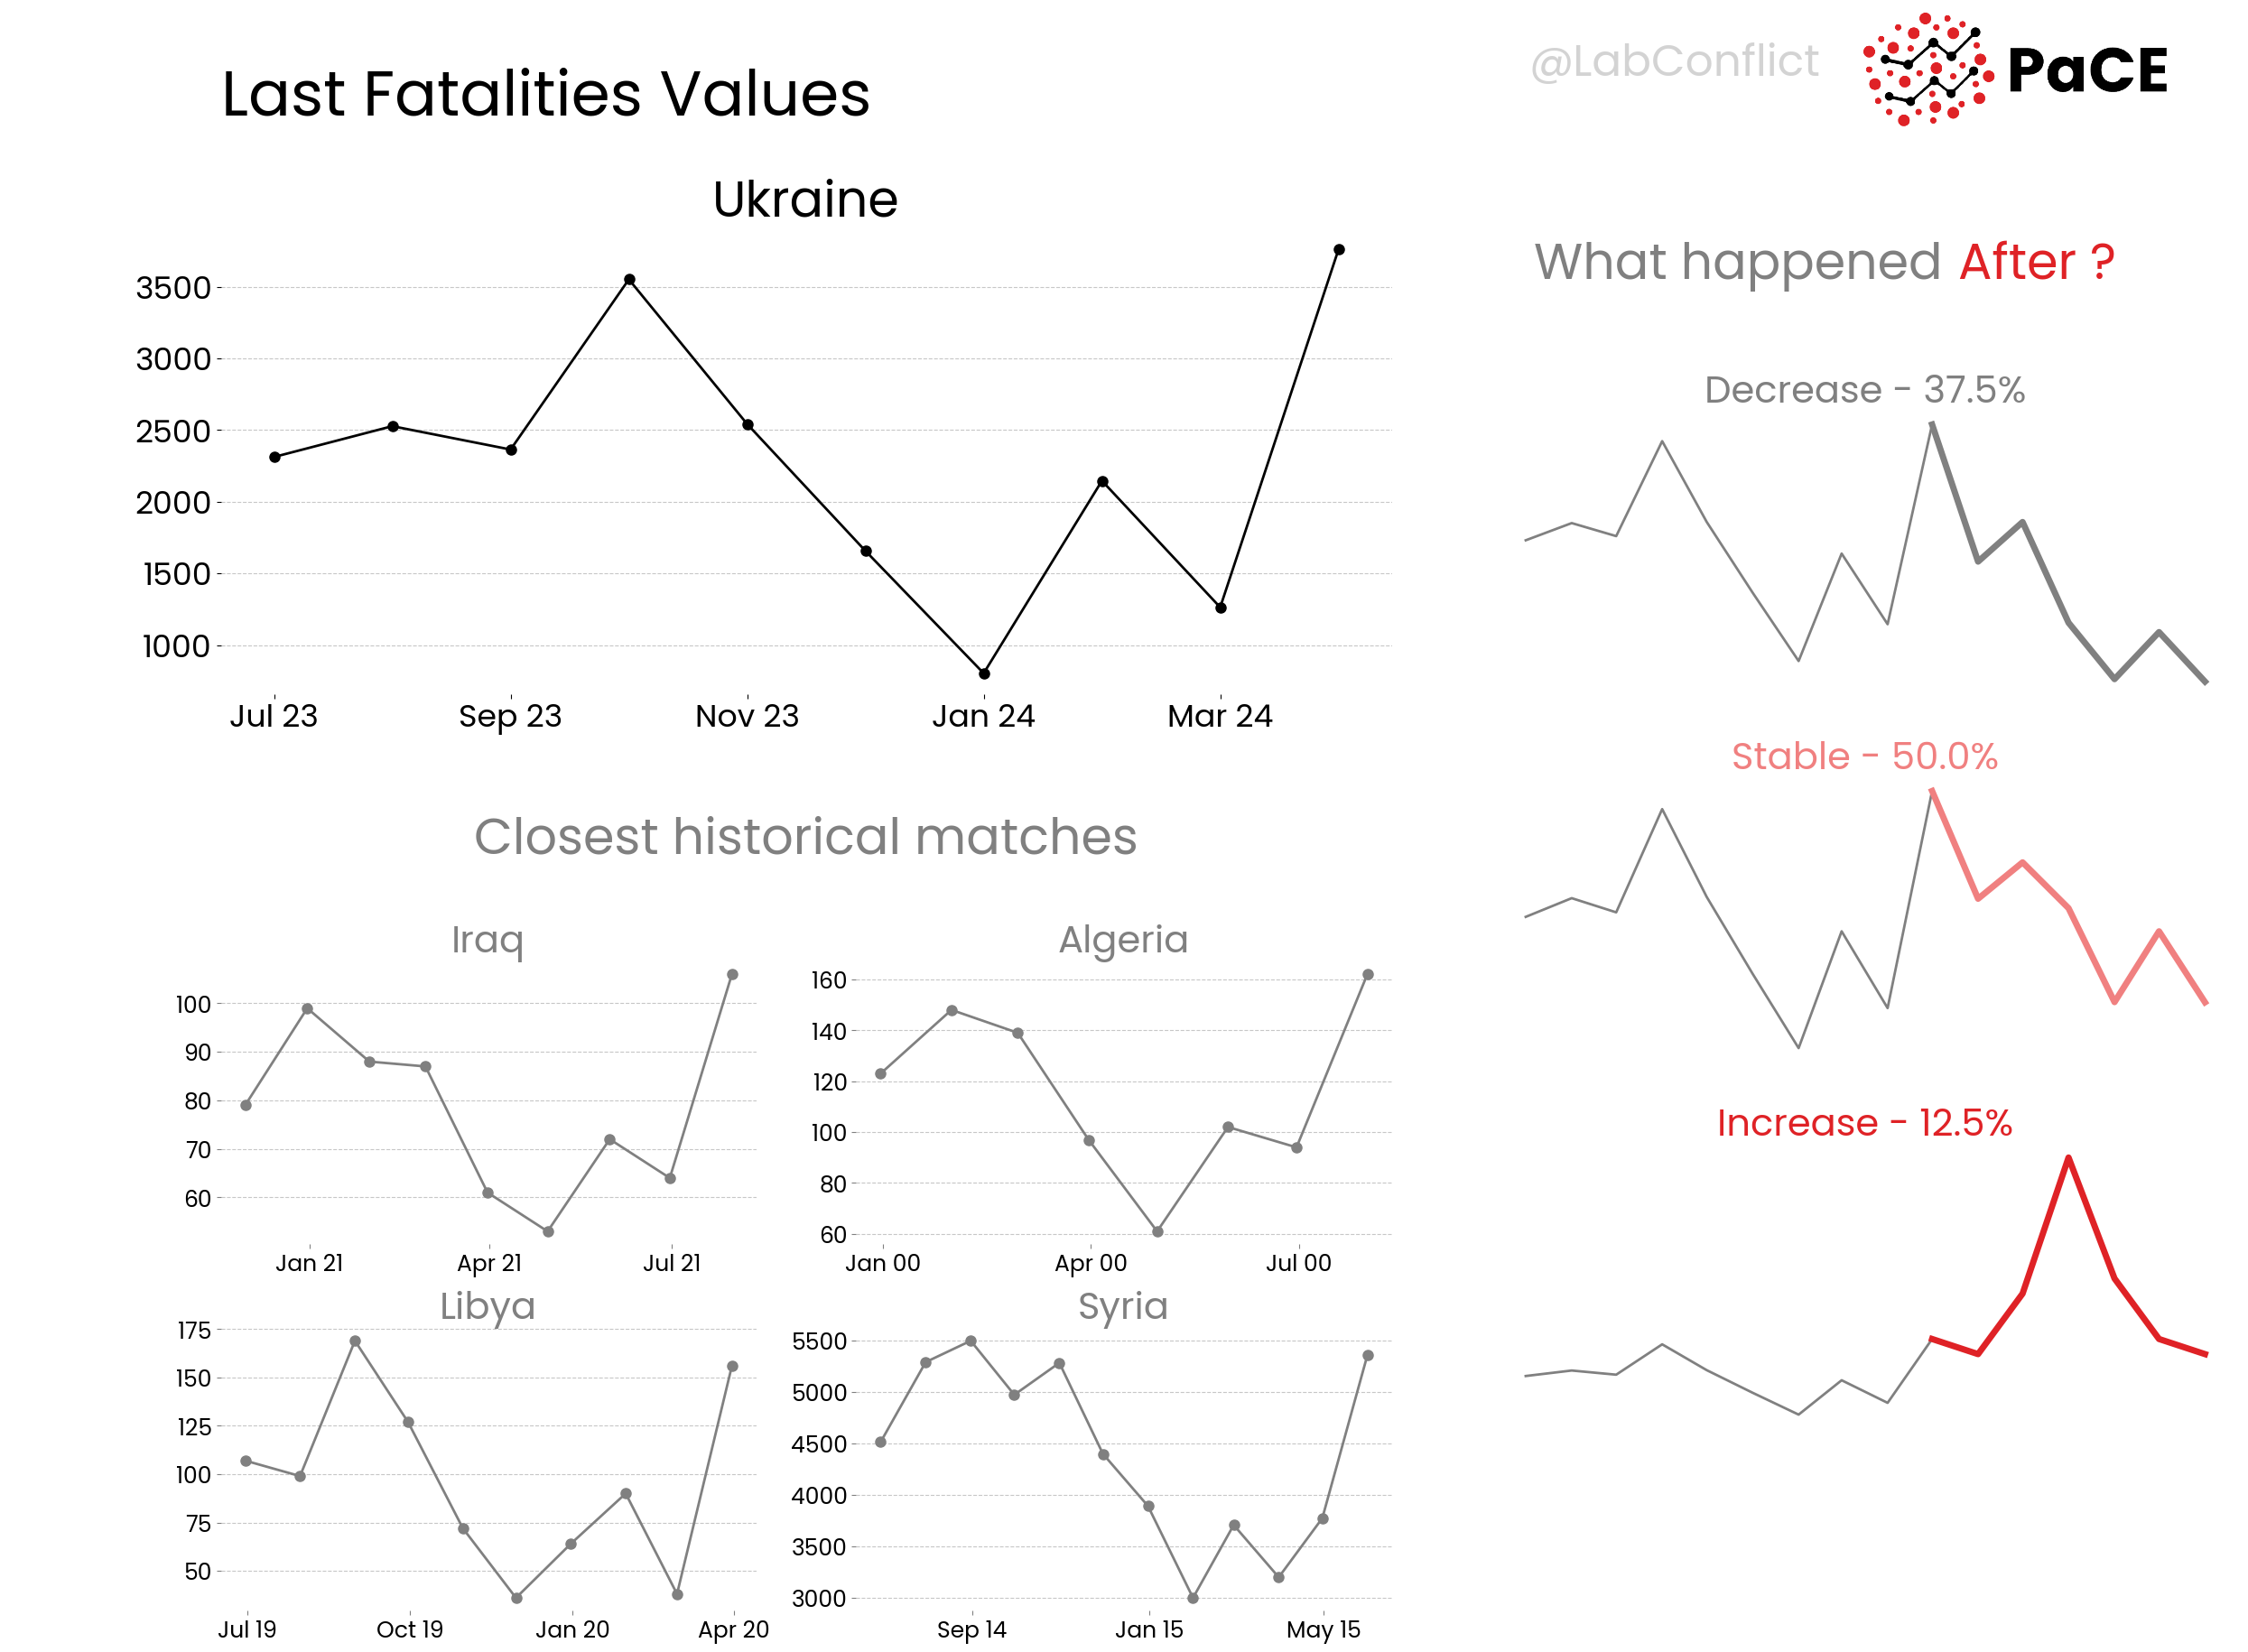 @LabConflict
PaCE
Last Fatalities Values
Ukraine
3500
3000
2500
2000
1500
1000
Jul 23 Sep 23 Nov 23 Jan 24 Mar 24
What happened After ?
Decrease - 37.5%
Stable - 50.0%
Increase - 12.5%
Closest historical matches
Iraq
100
90
80
70
60
Jan 21 Apr 21 Jul 21
Algeria
160
140
120
100
80
60
Jan 00 Apr 00 Jul 00
Libya
175
150
125
100
75
50
Jul 19 Oct 19 Jan 20 Apr 20
Syria
5500
5000
4500
4000
3500
3000
Sep 14 Jan 15 May 15